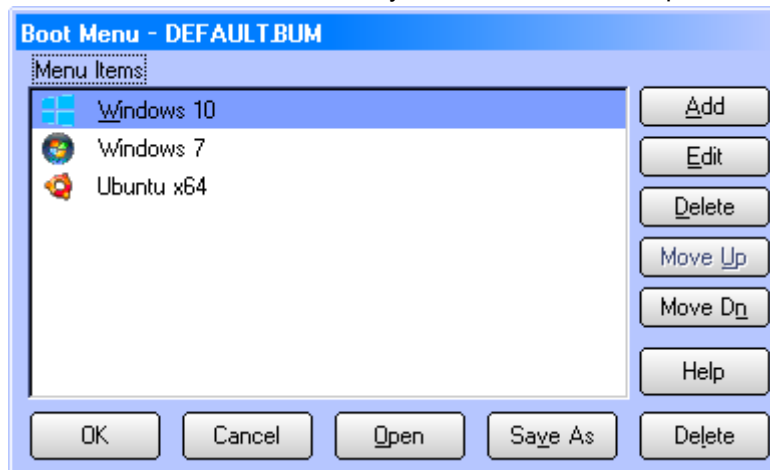 Boot Menu - DEFAULT.BUM
Menu Items
Windows 10
Windows 7
Ubuntu x64
Add
Edit
Delete
Move Up
Move Dn
Help
OK
Cancel
Open
Save As
Delete